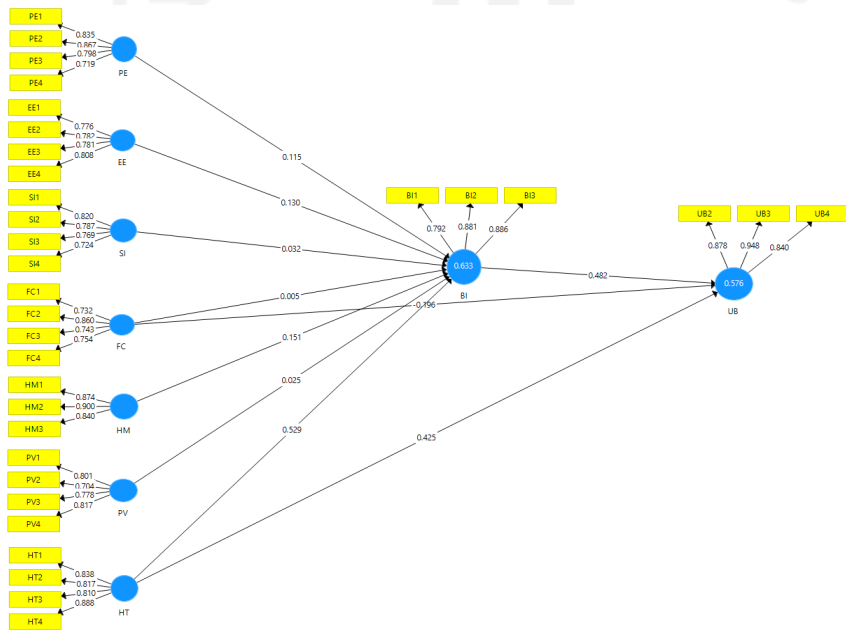 PE1
PE2
PE3
PE4
0.835
0.867
0.798
0.719
PE
EE1
EE2
EE3
EE4
0.776
0.782
0.781
0.808
EE
SI1
SI2
SI3
SI4
0.820
0.787
0.769
0.724
SI
FC1
FC2
FC3
FC4
0.732
0.860
0.743
0.754
FC
HM1
HM2
HM3
0.874
0.900
0.840
HM
PV1
PV2
PV3
PV4
0.801
0.704
0.778
0.817
PV
HT1
HT2
HT3
HT4
0.838
0.817
0.810
0.888
HT
0.115
0.130
0.032
0.005
-0.196
0.151
0.025
0.529
0.425
BI1
BI2
BI3
0.792
0.881
0.886
0.633
BI
0.482
UB2
UB3
UB4
0.878
0.948
0.840
0.576
UB